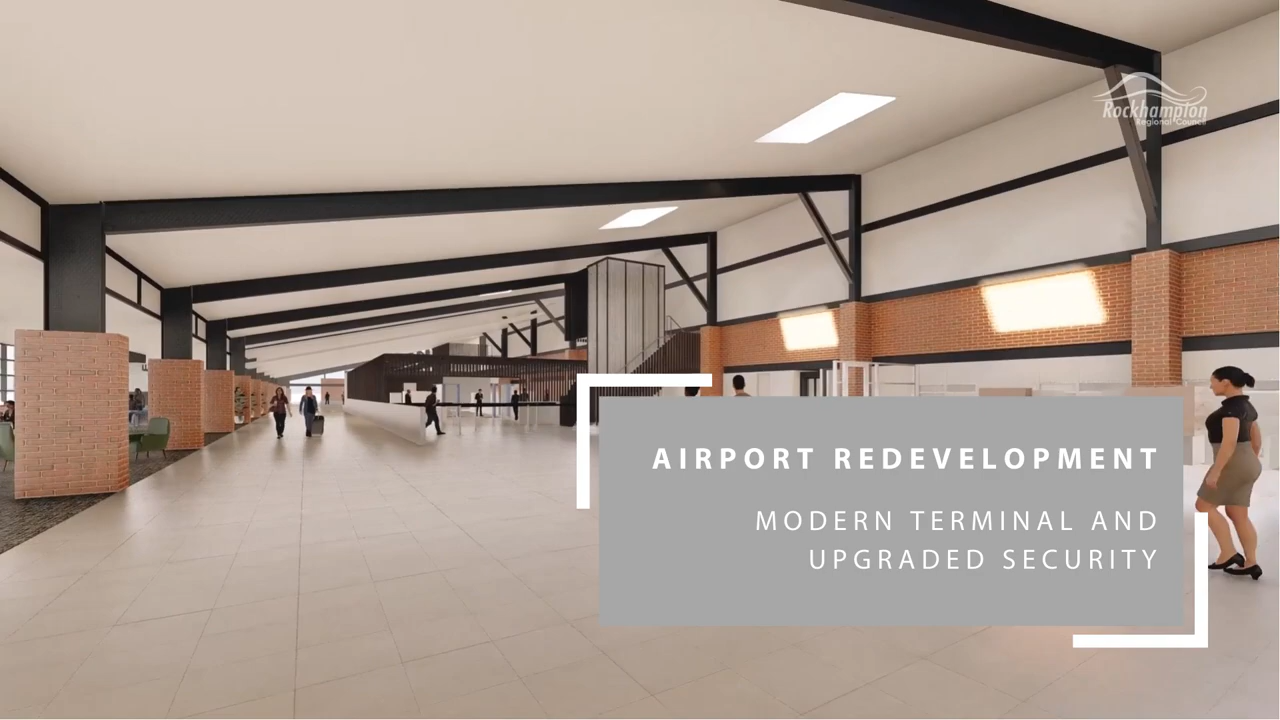 Rockhampton
Regional Council
AIRPORT REDEVELOPMENT
MODERN TERMINAL AND
UPGRADED SECURITY